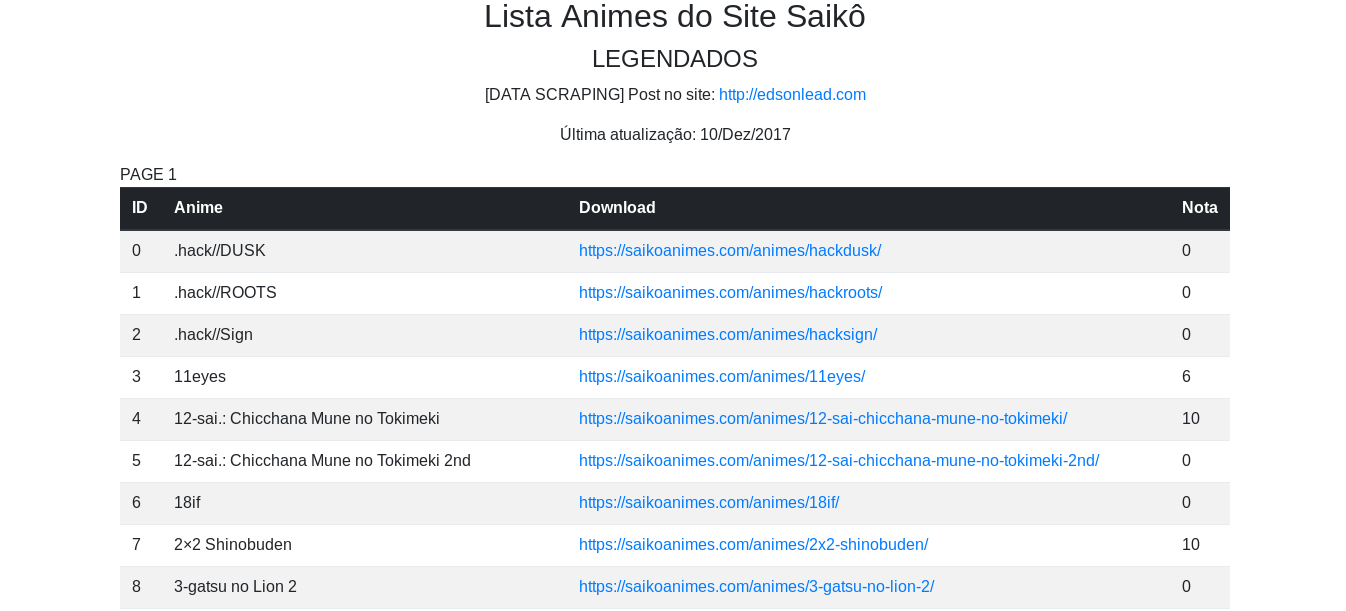 Lista Animes do Site Saikô
LEGENDADOS
[DATA SCRAPING] Post no site: http://edsonlead.com
Última atualização: 10/Dez/2017
PAGE 1
ID Anime Download Nota
0 .hack//DUSK https://saikoanimes.com/animes/hackdusk/ 0
1 .hack//ROOTS https://saikoanimes.com/animes/hackroots/ 0
2 .hack//Sign https://saikoanimes.com/animes/hacksign/ 0
3 11eyes https://saikoanimes.com/animes/11eyes/ 6
4 12-sai.: Chicchana Mune no Tokimeki https://saikoanimes.com/animes/12-sai-chicchana-mune-no-tokimeki/ 10
5 12-sai.: Chicchana Mune no Tokimeki 2nd https://saikoanimes.com/animes/12-sai-chicchana-mune-no-tokimeki-2nd/ 0
6 18if https://saikoanimes.com/animes/18if/ 0
7 2×2 Shinobuden https://saikoanimes.com/animes/2x2-shinobuden/ 10
8 3-gatsu no Lion 2 https://saikoanimes.com/animes/3-gatsu-no-lion-2/ 0